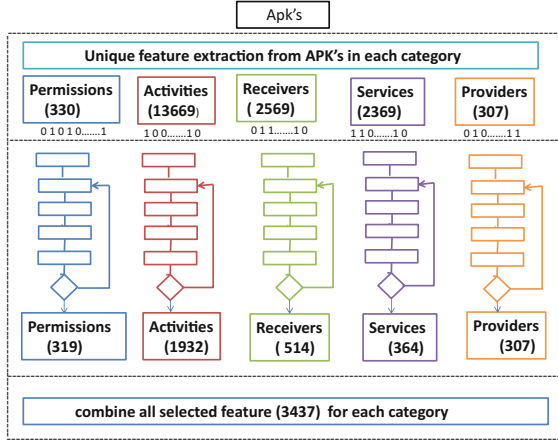 Apk's
Unique feature extraction from APK's in each category
Permissions
(330)
Activities
(13669)
Receivers
( 2569)
Services
(2369)
Providers
(307)
0 1 0 1 0.......1
1 0 0.......1 0
0 1 1.......1 0
1 1 0.......1 0
0 1 0.......1 1
Permissions
(319)
Activities
(1932)
Receivers
( 514)
Services
(364)
Providers
(307)
combine all selected feature (3437) for each category